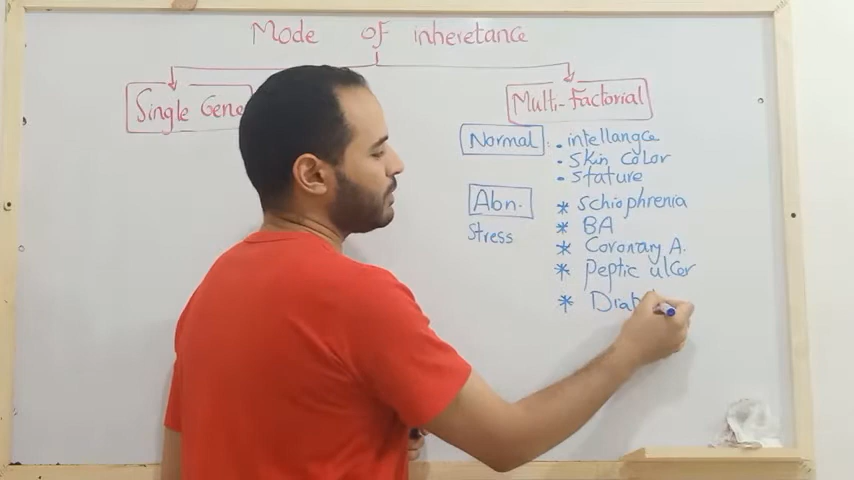 Mode of inheretance
Single Gene
Multi-Factorial
Normal
- intellangce
- Skin color
- stature
Abn.
Stress
* Schiophrenia
* BA
* Coronary A.
* Peptic ulcer
* Diab